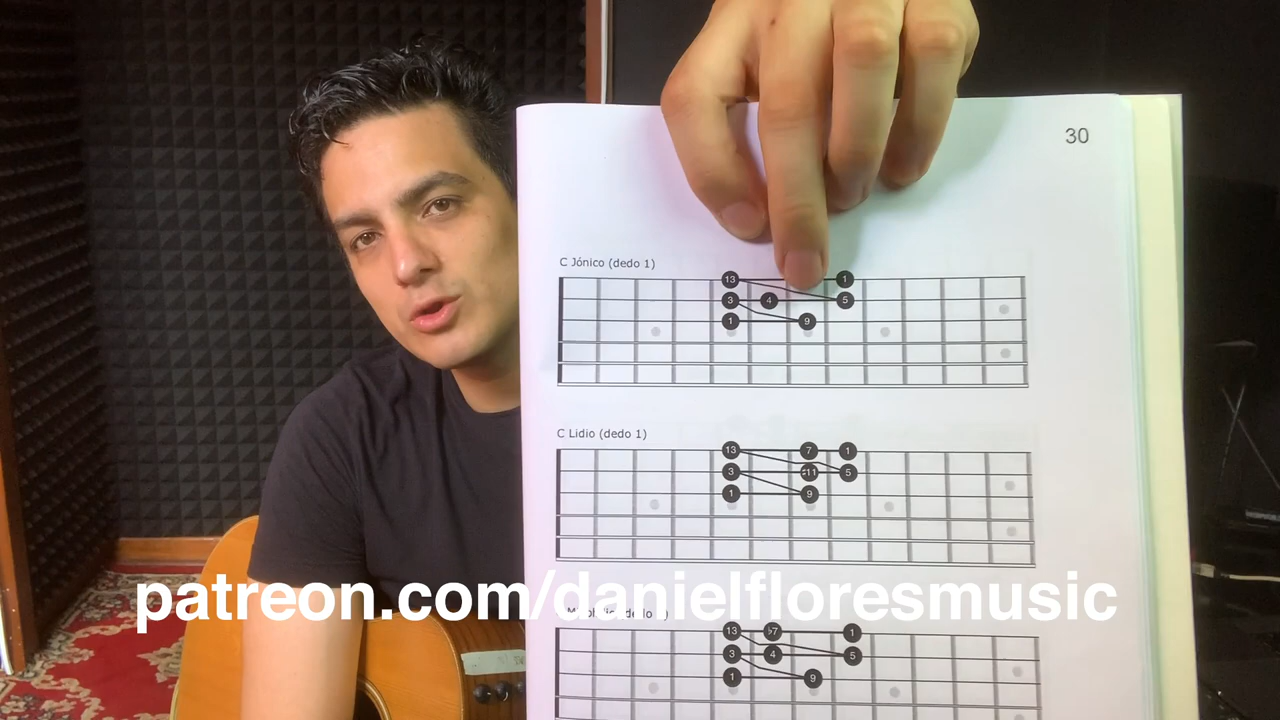 30
C Jónico (dedo 1)
13 1
3 4 5
1 9
C Lidio (dedo 1)
13 7 1
3 #11 5
1 9
patreon.com/danielfloresmusic
13 b7 1
3 4 5
1 9